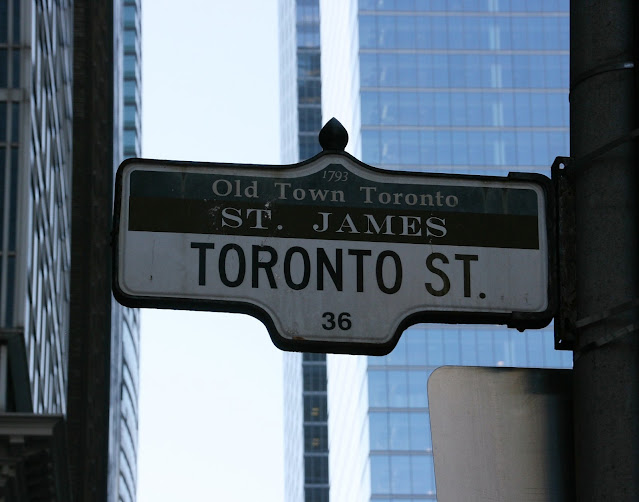 1793
Old Town Toronto
ST. JAMES
TORONTO ST.
36